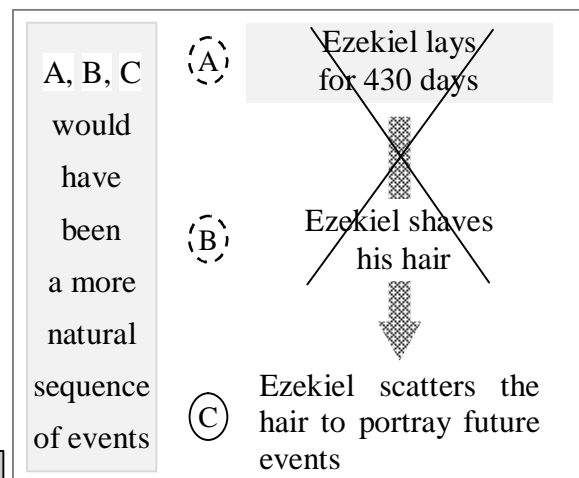 A, B, C
would
have
been
a more
natural
sequence
of events
A
Ezekiel lays
for 430 days
B
Ezekiel shaves
his hair
C
Ezekiel scatters the
hair to portray future
events